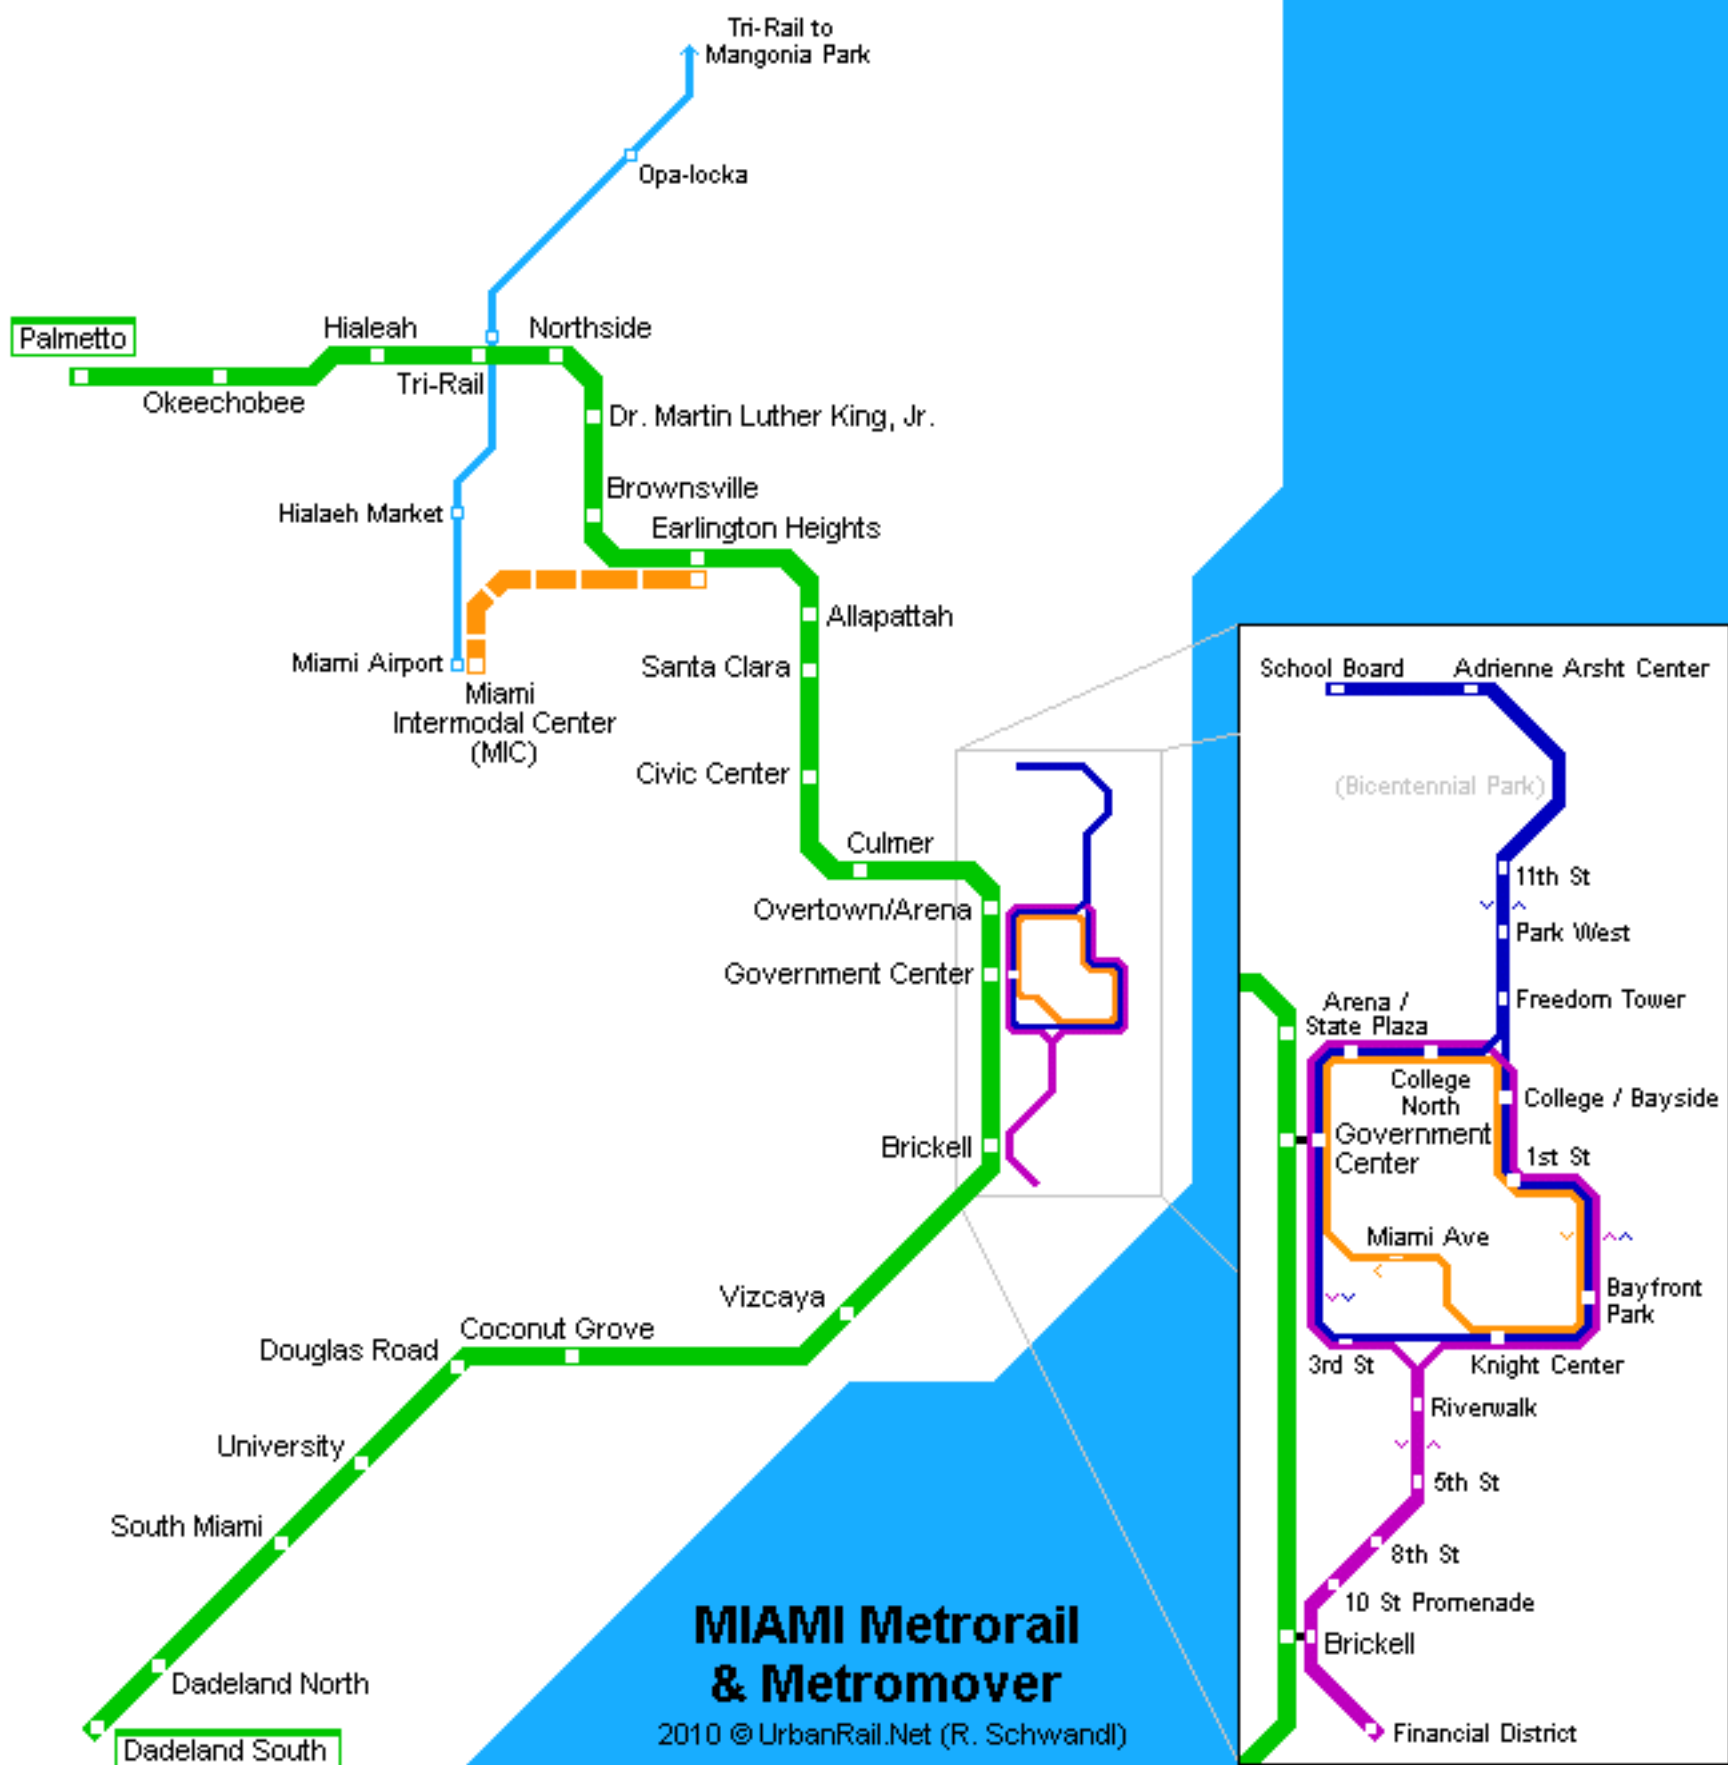 Tri-Rail to
Mangonia Park
Opa-locka
Palmetto
Hialeah
Northside
Okeechobee
Tri-Rail
Dr. Martin Luther King, Jr.
Brownsville
Hialaeh Market
Earlington Heights
Allapattah
Miami Airport
Santa Clara
Miami
Intermodal Center
(MIC)
Civic Center
Culmer
Overtown/Arena
Government Center
Brickell
Vizcaya
Coconut Grove
Douglas Road
University
South Miami
Dadeland North
Dadeland South
MIAMI Metrorail
& Metromover
2010 © UrbanRail.Net (R. Schwandl)
School Board
Adrienne Arsht Center
(Bicentennial Park)
11th St
Park West
Freedom Tower
Arena /
State Plaza
College
North
College / Bayside
Government
Center
1st St
Miami Ave
Bayfront
Park
3rd St
Knight Center
Riverwalk
5th St
8th St
10 St Promenade
Brickell
Financial District